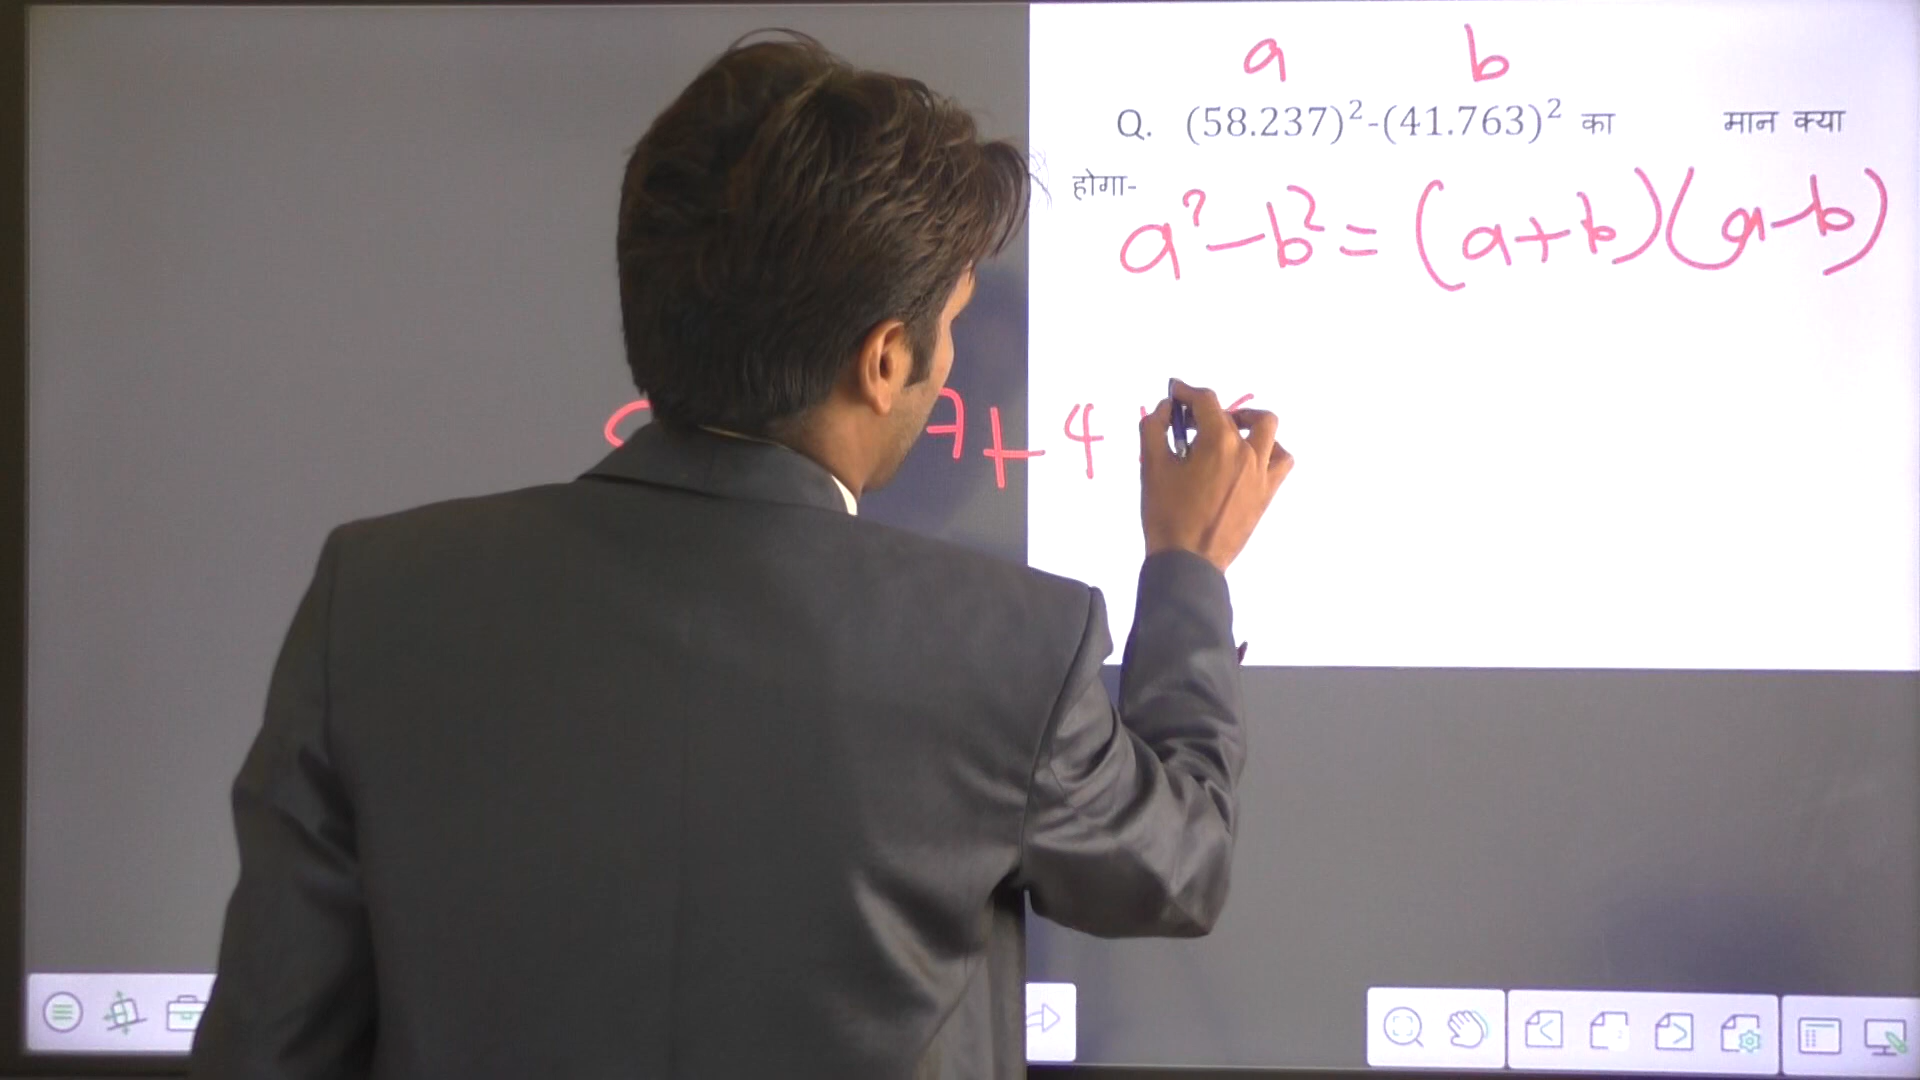 a b
Q. (58.237)²-(41.763)² का मान क्या
होगा-
a²-b²= (a+b)(a-b)
7+4